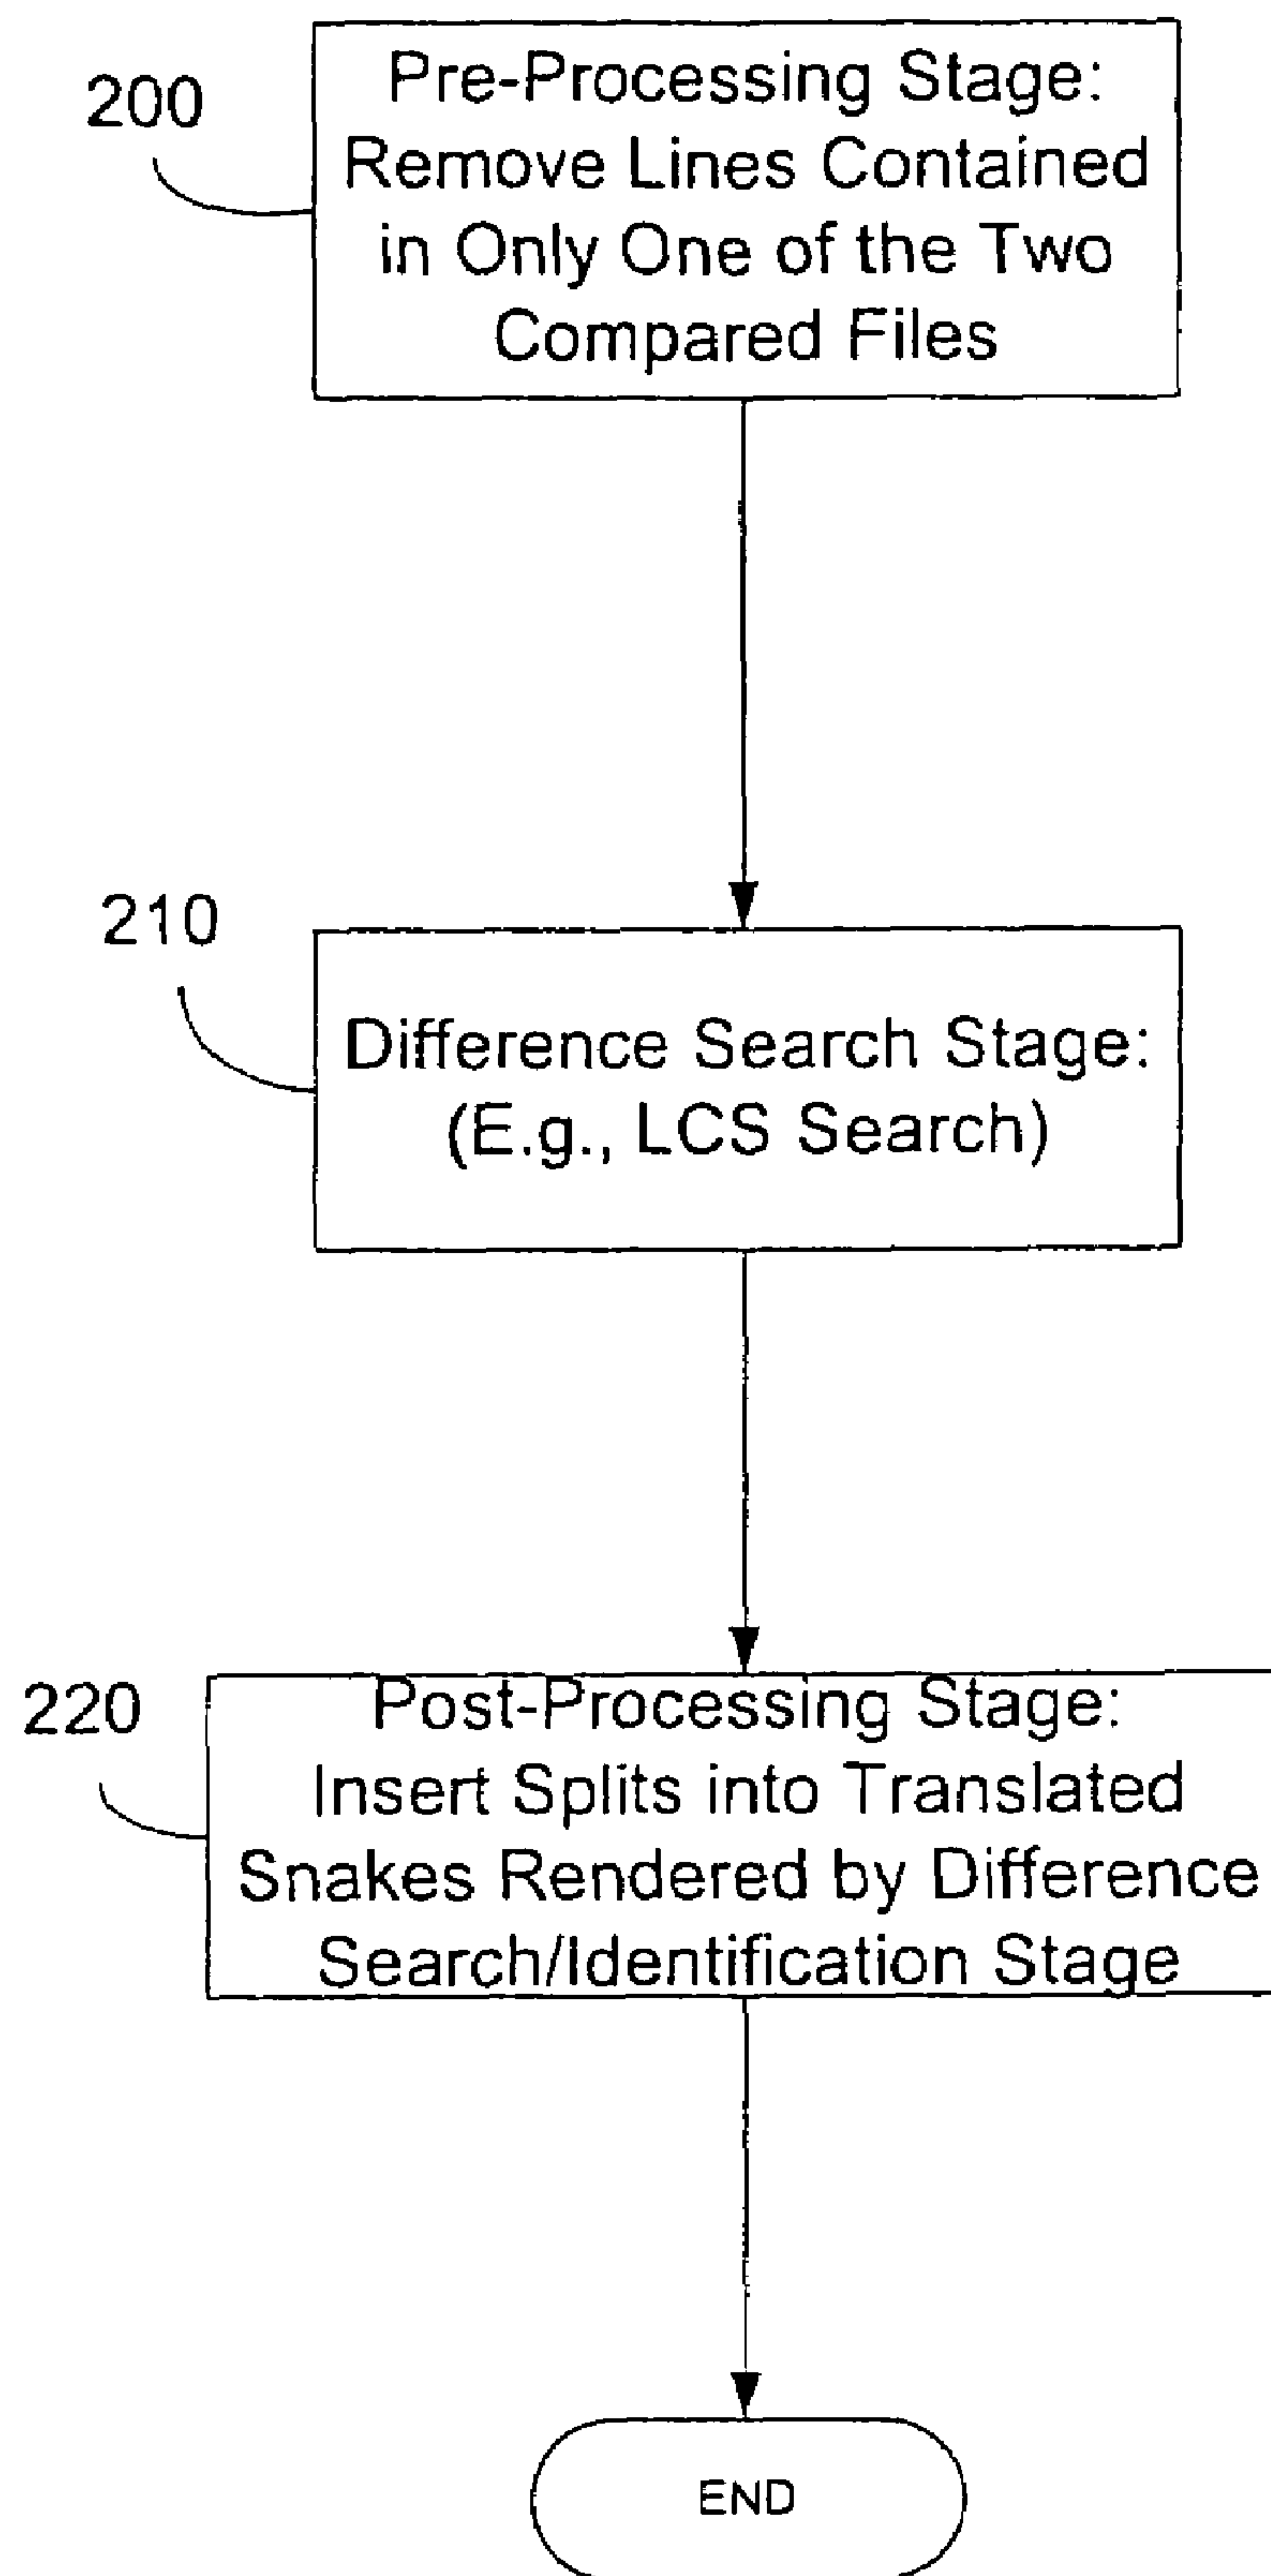 200
Pre-Processing Stage:
Remove Lines Contained
in Only One of the Two
Compared Files
210
Difference Search Stage:
(E.g., LCS Search)
220
Post-Processing Stage:
Insert Splits into Translated
Snakes Rendered by Difference
Search/Identification Stage
END